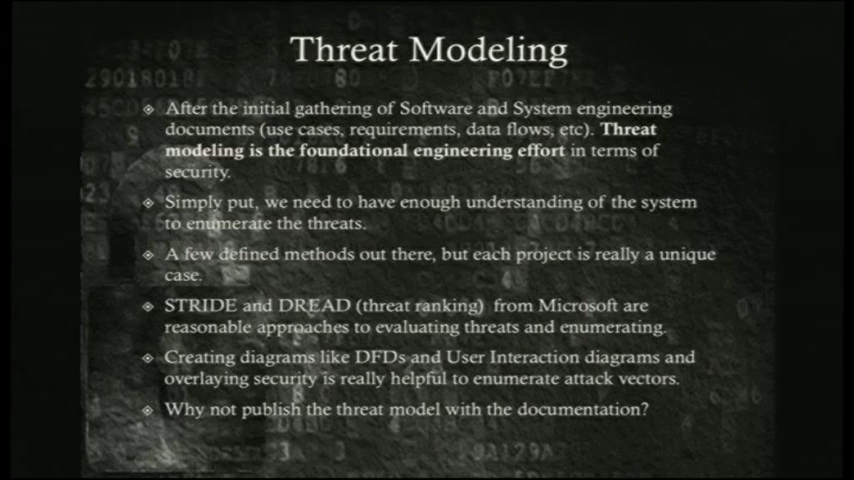 Threat Modeling
After the initial gathering of Software and System engineering
documents (use cases, requirements, data flows, etc). Threat
modeling is the foundational engineering effort in terms of
security.
Simply put, we need to have enough understanding of the system
to enumerate the threats.
A few defined methods out there, but each project is really a unique
case.
STRIDE and DREAD (threat ranking) from Microsoft are
reasonable approaches to evaluating threats and enumerating.
Creating diagrams like DFDs and User Interaction diagrams and
overlaying security is really helpful to enumerate attack vectors.
Why not publish the threat model with the documentation?